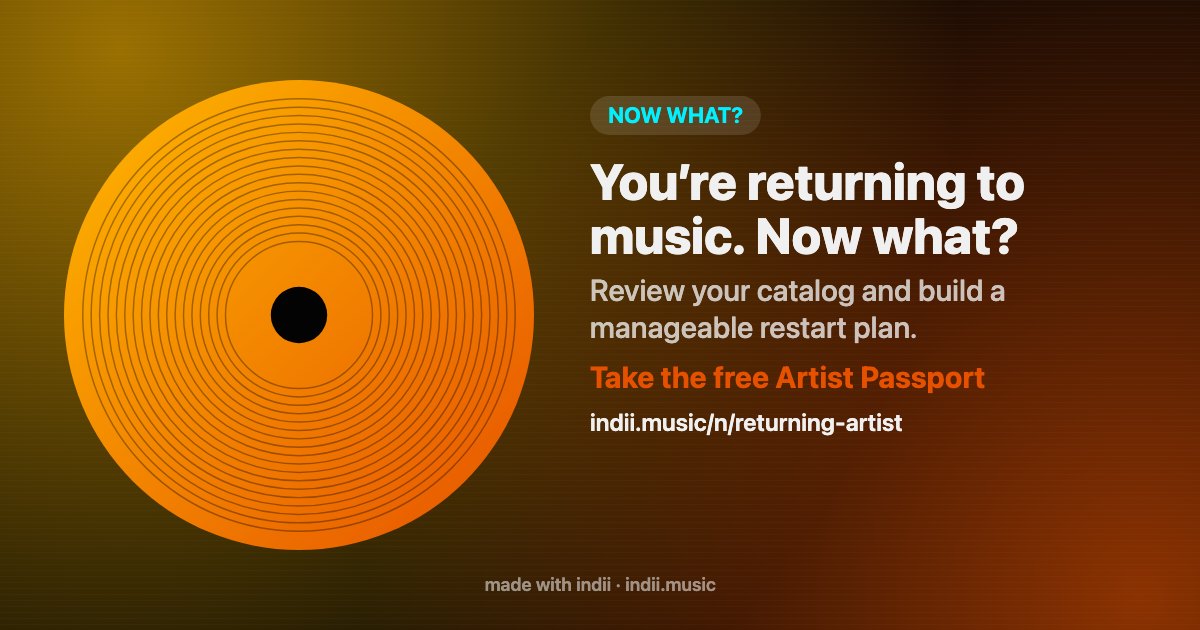 NOW WHAT?
You’re returning to
music. Now what?
Review your catalog and build a
manageable restart plan.
Take the free Artist Passport
indii.music/n/returning-artist
made with indii · indii.music